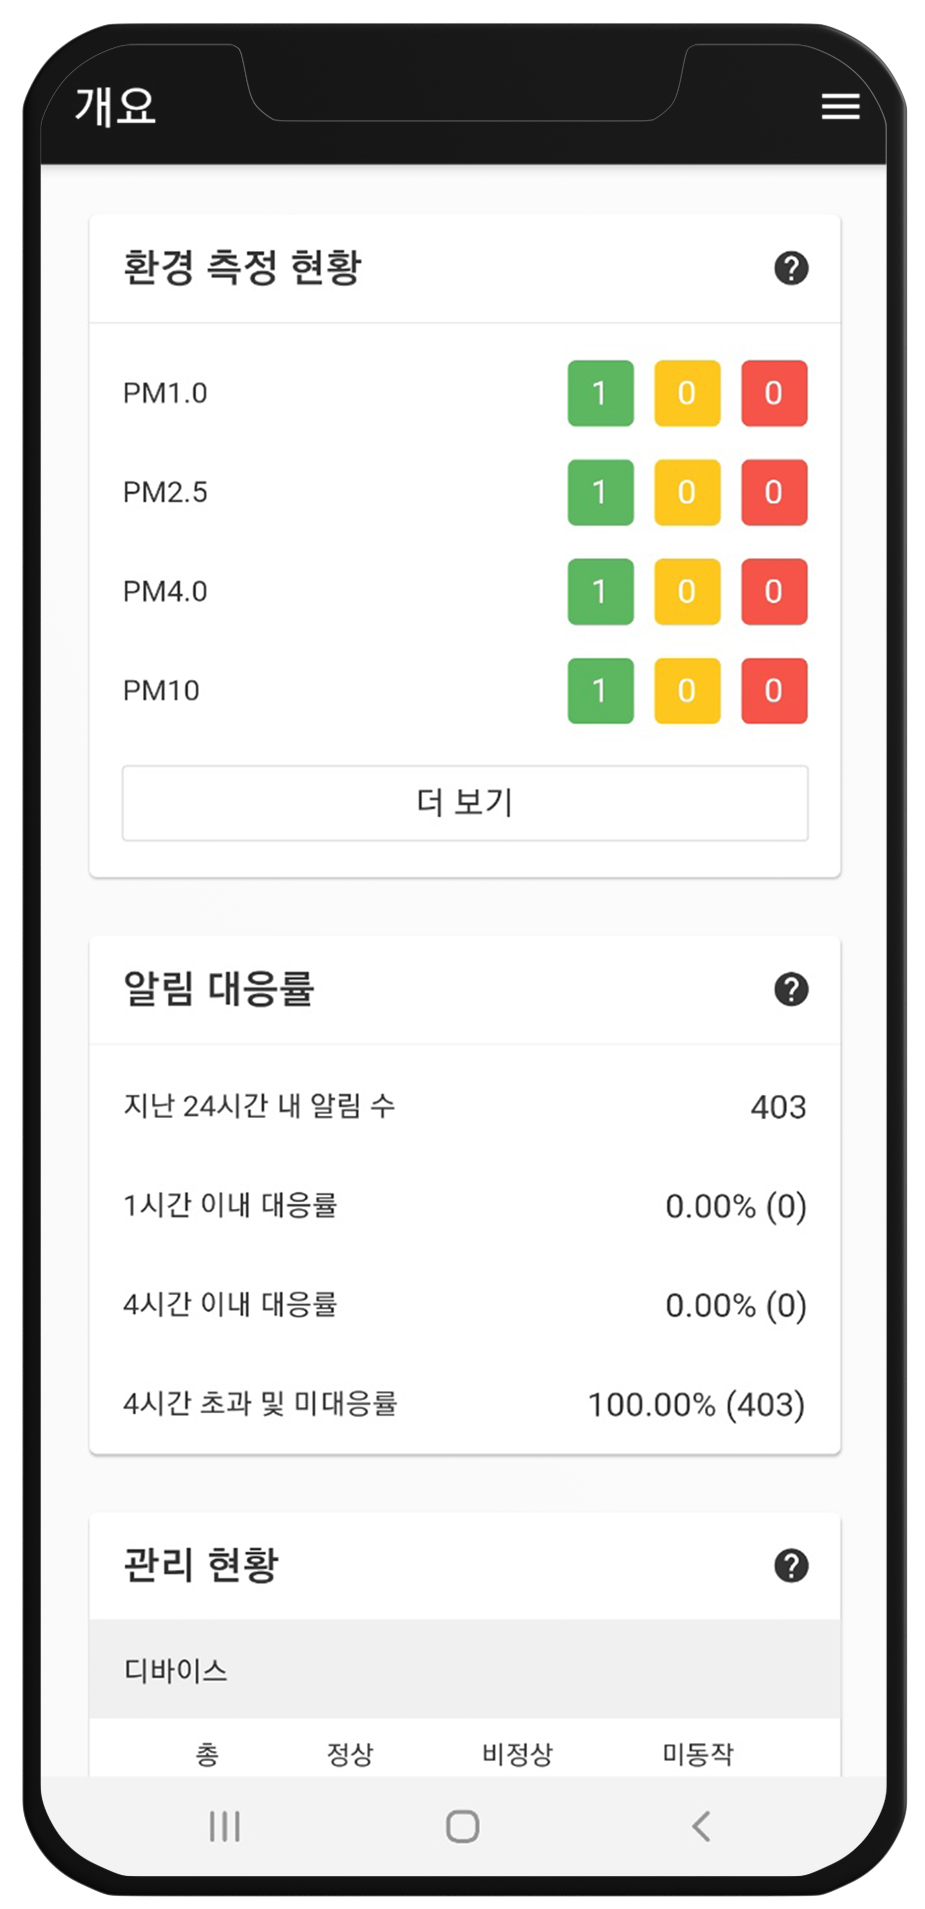 개요
환경 측정 현황 ?
PM1.0 1 0 0
PM2.5 1 0 0
PM4.0 1 0 0
PM10 1 0 0
더 보기
알림 대응률 ?
지난 24시간 내 알림 수 403
1시간 이내 대응률 0.00% (0)
4시간 이내 대응률 0.00% (0)
4시간 초과 및 미대응률 100.00% (403)
관리 현황 ?
디바이스
총 정상 비정상 미동작